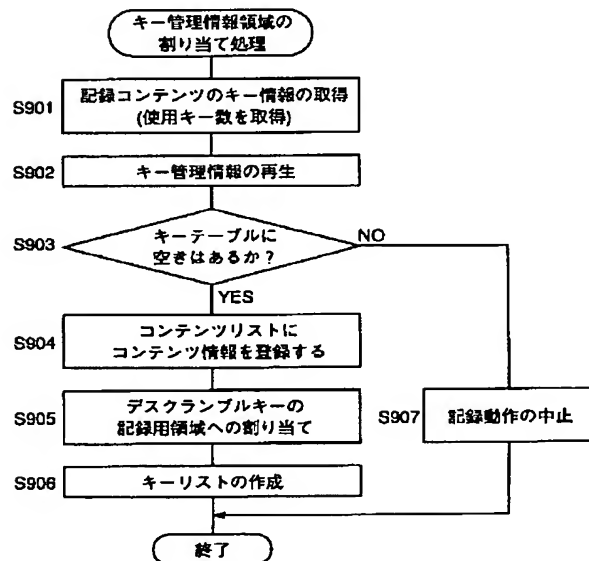 キー管理情報領域の
割り当て処理
S901
記録コンテンツのキー情報の取得
(使用キー数を取得)
S902
キー管理情報の再生
S903
キーテーブルに
空きはあるか？
NO
YES
S904
コンテンツリストに
コンテンツ情報を登録する
S905
デスクランブルキーの
記録用領域への割り当て
S907
記録動作の中止
S906
キーリストの作成
終了